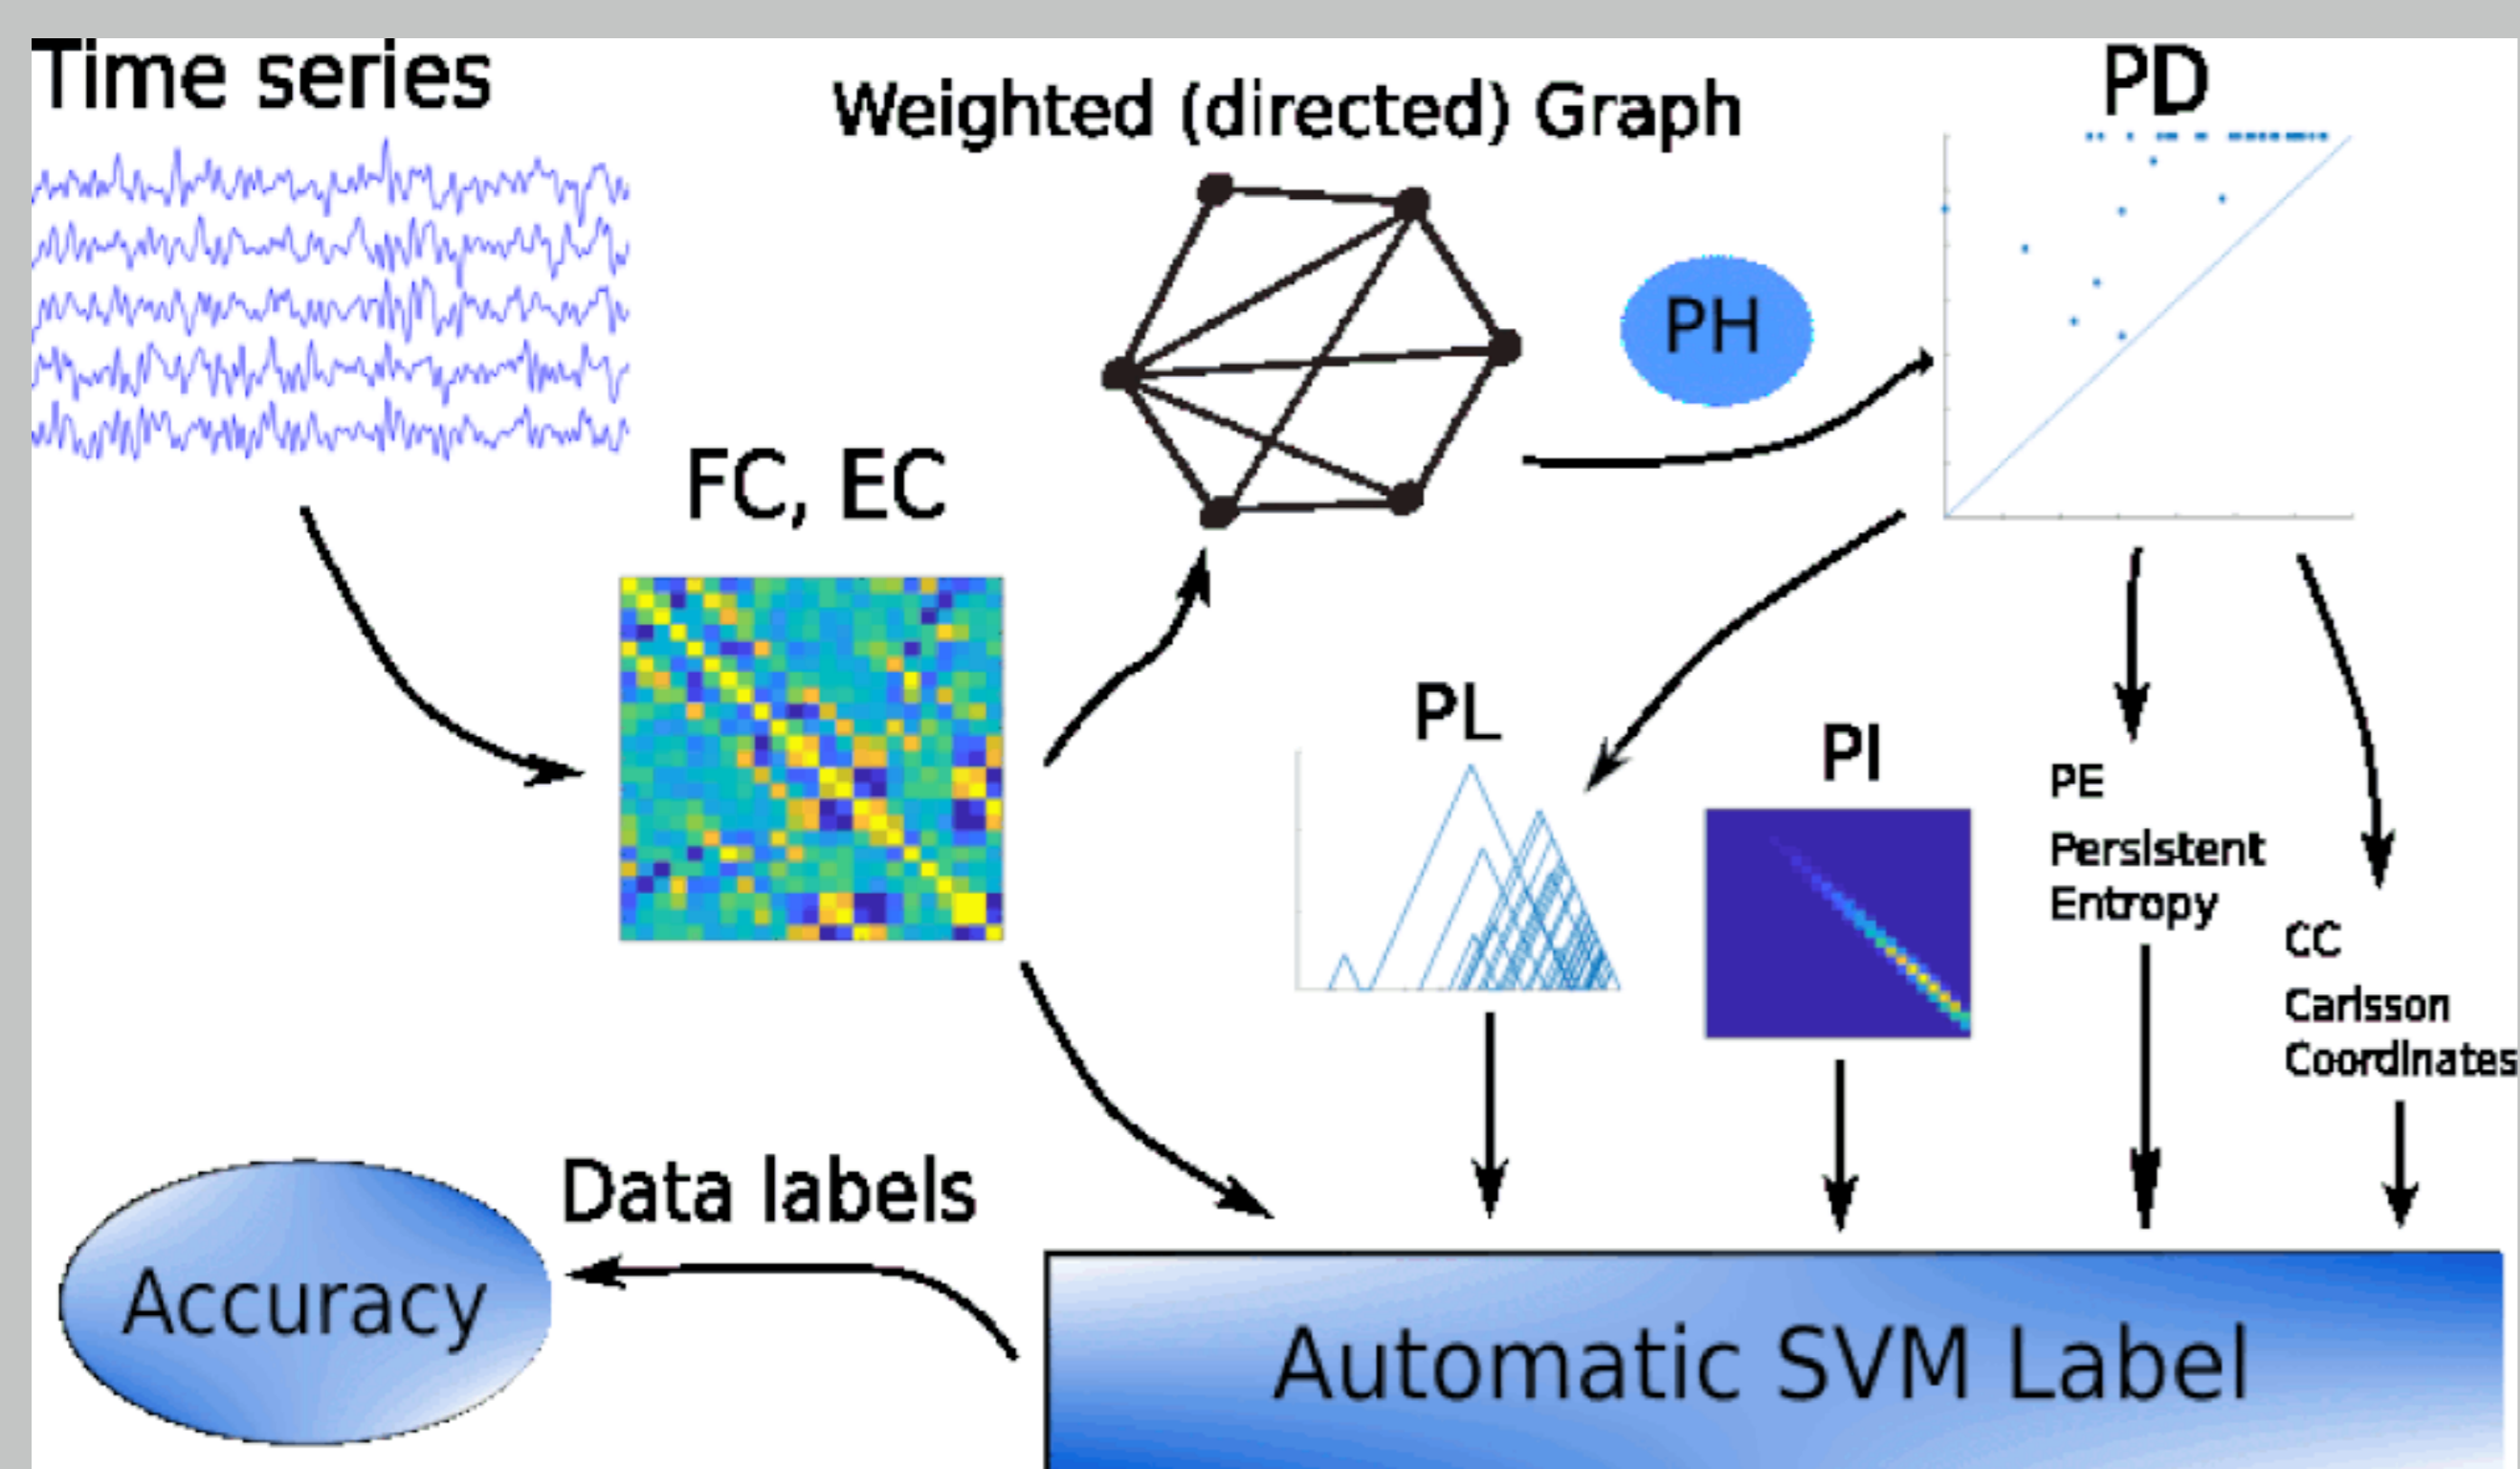 Time series
Weighted (directed) Graph
PD
PH
FC, EC
PL
PI
PE
Persistent
Entropy
CC
Carlsson
Coordinates
Data labels
Accuracy
Automatic SVM Label